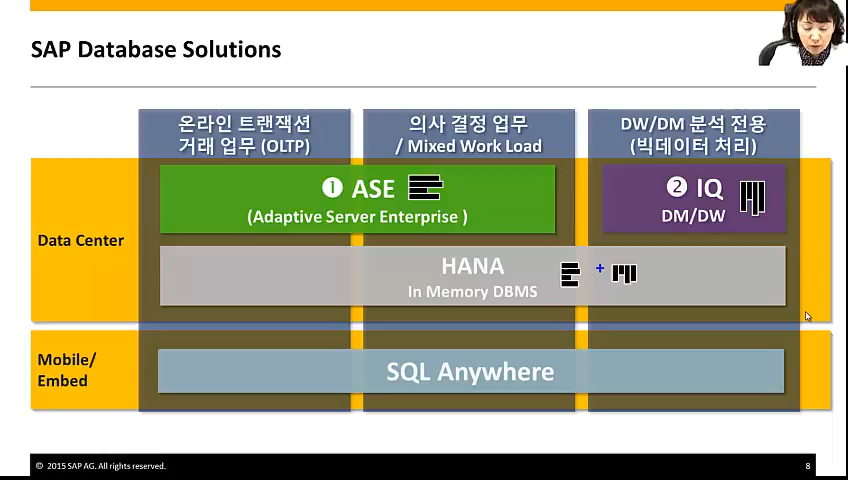 SAP Database Solutions
온라인 트랜잭션
거래 업무 (OLTP)
의사 결정 업무
/ Mixed Work Load
DW/DM 분석 전용
(빅데이터 처리)
Data Center
❶ ASE
(Adaptive Server Enterprise )
❷ IQ
DM/DW
HANA
In Memory DBMS
+
Mobile/
Embed
SQL Anywhere
© 2015 SAP AG. All rights reserved.
8